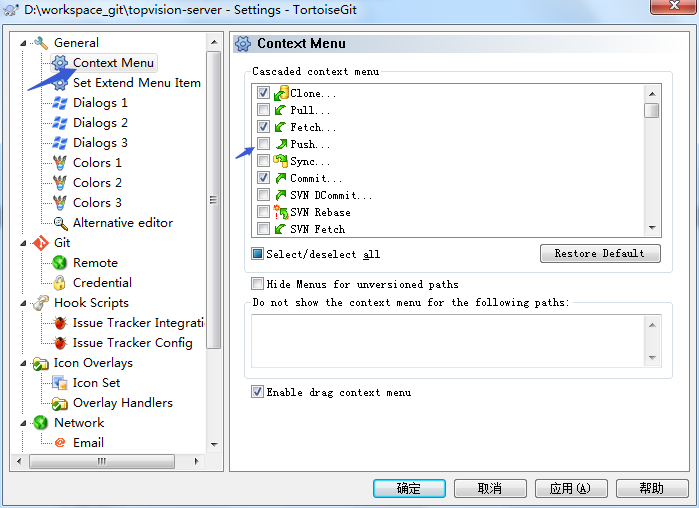 D:\workspace_git\topvision-server - Settings - TortoiseGit
General
Context Menu
Set Extend Menu Item
Dialogs 1
Dialogs 2
Dialogs 3
Colors 1
Colors 2
Colors 3
Alternative editor
Git
Remote
Credential
Hook Scripts
Issue Tracker Integrati
Issue Tracker Config
Icon Overlays
Icon Set
Overlay Handlers
Network
Email
Context Menu
Cascaded context menu
Clone...
Pull...
Fetch...
Push...
Sync...
Commit...
SVN DCommit...
SVN Rebase
SVN Fetch
Select/deselect all
Restore Default
Hide Menus for unversioned paths
Do not show the context menu for the following paths:
Enable drag context menu
确定
取消
应用(A)
帮助